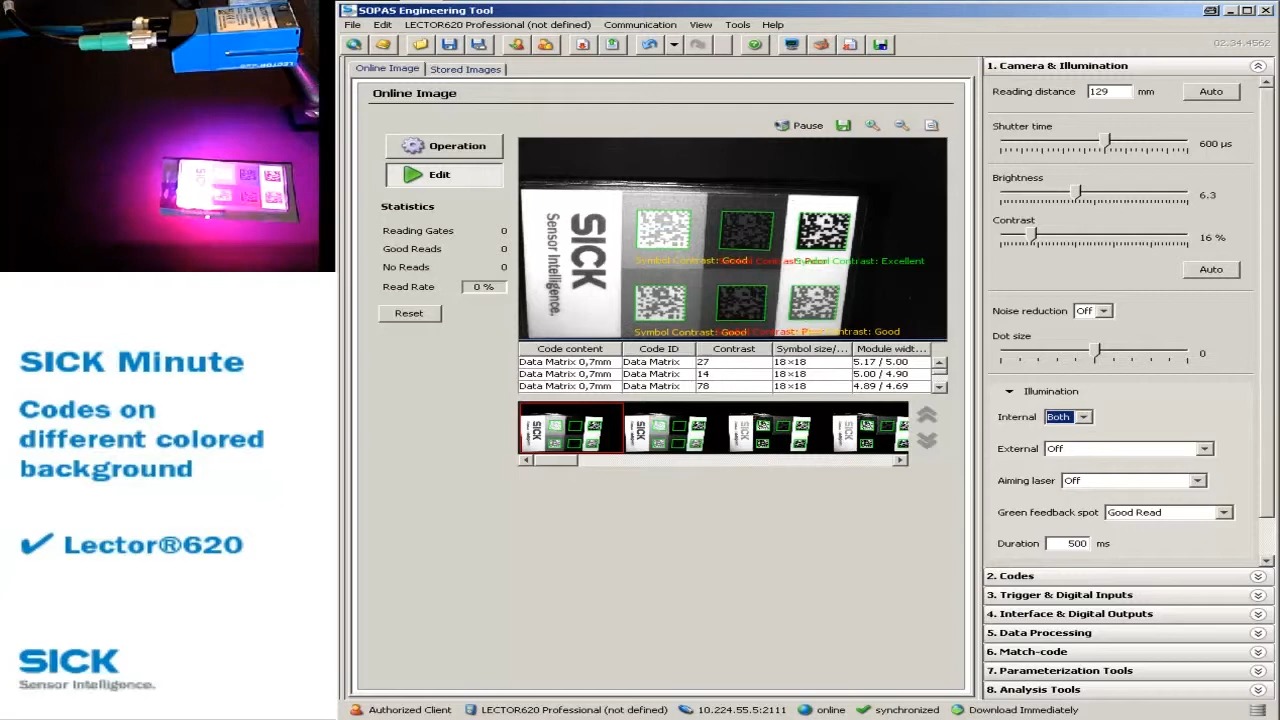 SOPAS Engineering Tool
File Edit LECTOR620 Professional (not defined) Communication View Tools Help
02.34.4562
Online Image Stored Images
Online Image
Pause
Operation
Edit
Statistics
Reading Gates 0
Good Reads 0
No Reads 0
Read Rate 0 %
Reset
SICK
Sensor Intelligence.
Symbol Contrast: Good
Symbol Contrast: Excellent
Symbol Contrast: Good
Contrast: Good
Code content Code ID Contrast Symbol size/... Module widt...
Data Matrix 0,7mm Data Matrix 27 18×18 5.17 / 5.00
Data Matrix 0,7mm Data Matrix 14 18×18 5.00 / 4.90
Data Matrix 0,7mm Data Matrix 78 18×18 4.89 / 4.69
SICK SICK SICK SICK
1. Camera & Illumination
Reading distance 129 mm Auto
Shutter time
600 µs
Brightness
6.3
Contrast
16 %
Auto
Noise reduction Off
Dot size
0
Illumination
Internal Both
External Off
Aiming laser Off
Green feedback spot Good Read
Duration 500 ms
2. Codes
3. Trigger & Digital Inputs
4. Interface & Digital Outputs
5. Data Processing
6. Match-code
7. Parameterization Tools
8. Analysis Tools
Authorized Client LECTOR620 Professional (not defined) 10.224.55.5:2111 online synchronized Download Immediately
SICK Minute
Codes on
different colored
background
✔ Lector®620
SICK
Sensor Intelligence.